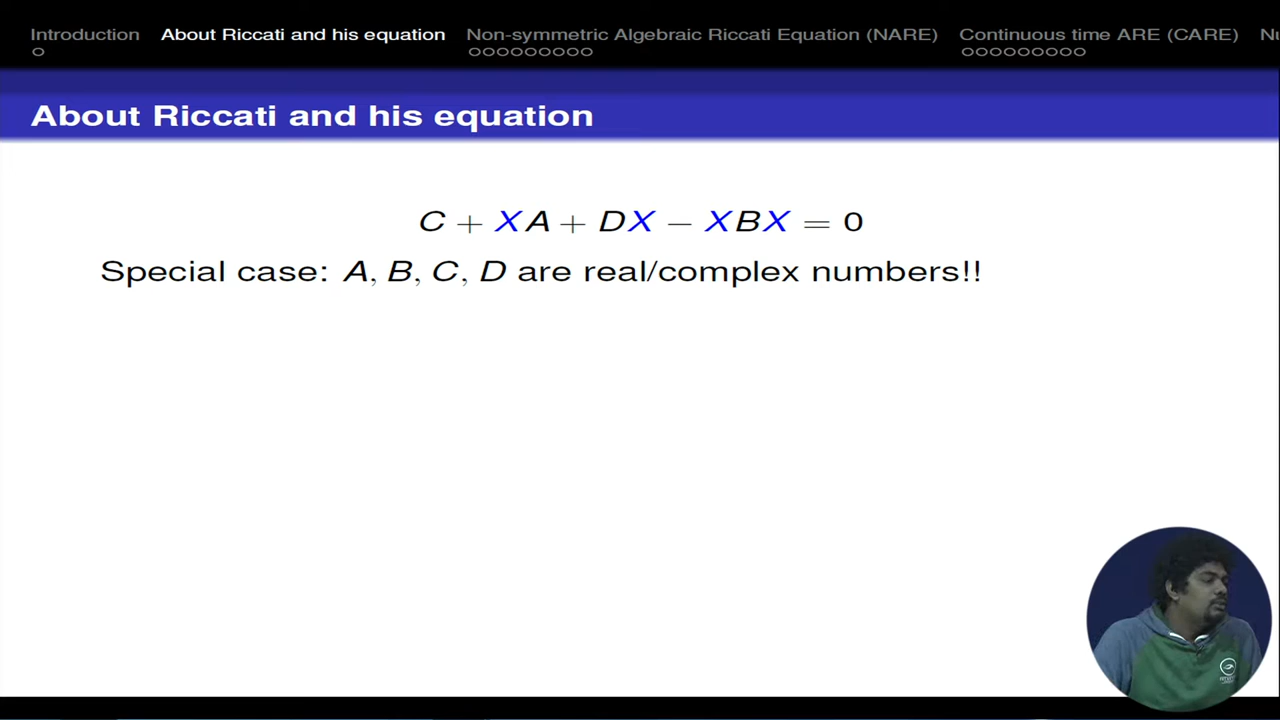 Introduction About Riccati and his equation Non-symmetric Algebraic Riccati Equation (NARE) Continuous time ARE (CARE)
About Riccati and his equation
C + XA + DX − XBX = 0
Special case: A, B, C, D are real/complex numbers!!